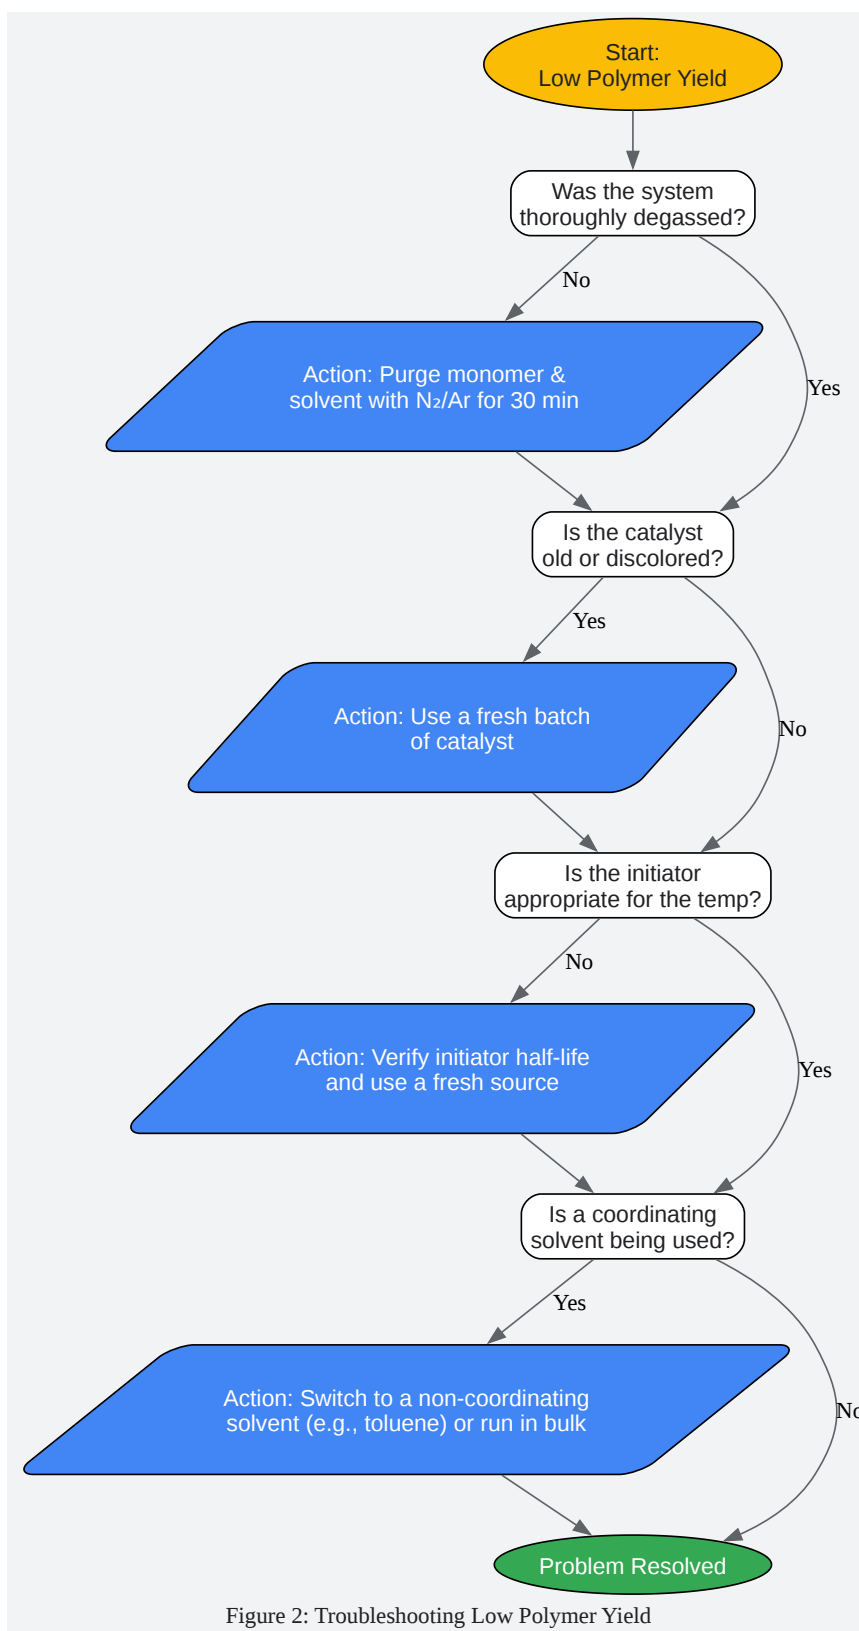 Start:
Low Polymer Yield
Was the system
thoroughly degassed?
No
Yes
Action: Purge monomer &
solvent with N₂/Ar for 30 min
Is the catalyst
old or discolored?
Yes
No
Action: Use a fresh batch
of catalyst
Is the initiator
appropriate for the temp?
No
Yes
Action: Verify initiator half-life
and use a fresh source
Is a coordinating
solvent being used?
Yes
No
Action: Switch to a non-coordinating
solvent (e.g., toluene) or run in bulk
Problem Resolved
Figure 2: Troubleshooting Low Polymer Yield